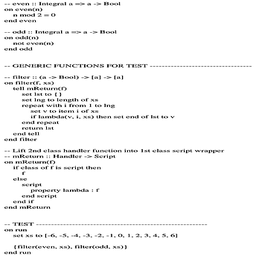 -- even :: Integral a => a -> Bool
on even(n)
n mod 2 = 0
end even
-- odd :: Integral a => a -> Bool
on odd(n)
not even(n)
end odd
-- GENERIC FUNCTIONS FOR TEST ----------------------------------
-- filter :: (a -> Bool) -> [a] -> [a]
on filter(f, xs)
tell mReturn(f)
set lst to { }
set lng to length of xs
repeat with i from 1 to lng
set v to item i of xs
if lambda(v, i, xs) then set end of lst to v
end repeat
return lst
end tell
end filter
-- Lift 2nd class handler function into 1st class script wrapper
-- mReturn :: Handler -> Script
on mReturn(f)
if class of f is script then
f
else
script
property lambda : f
end script
end if
end mReturn
-- TEST ---------------------------------------------------------
on run
set xs to [-6, -5, -4, -3, -2, -1, 0, 1, 2, 3, 4, 5, 6]
{filter(even, xs), filter(odd, xs)}
end run